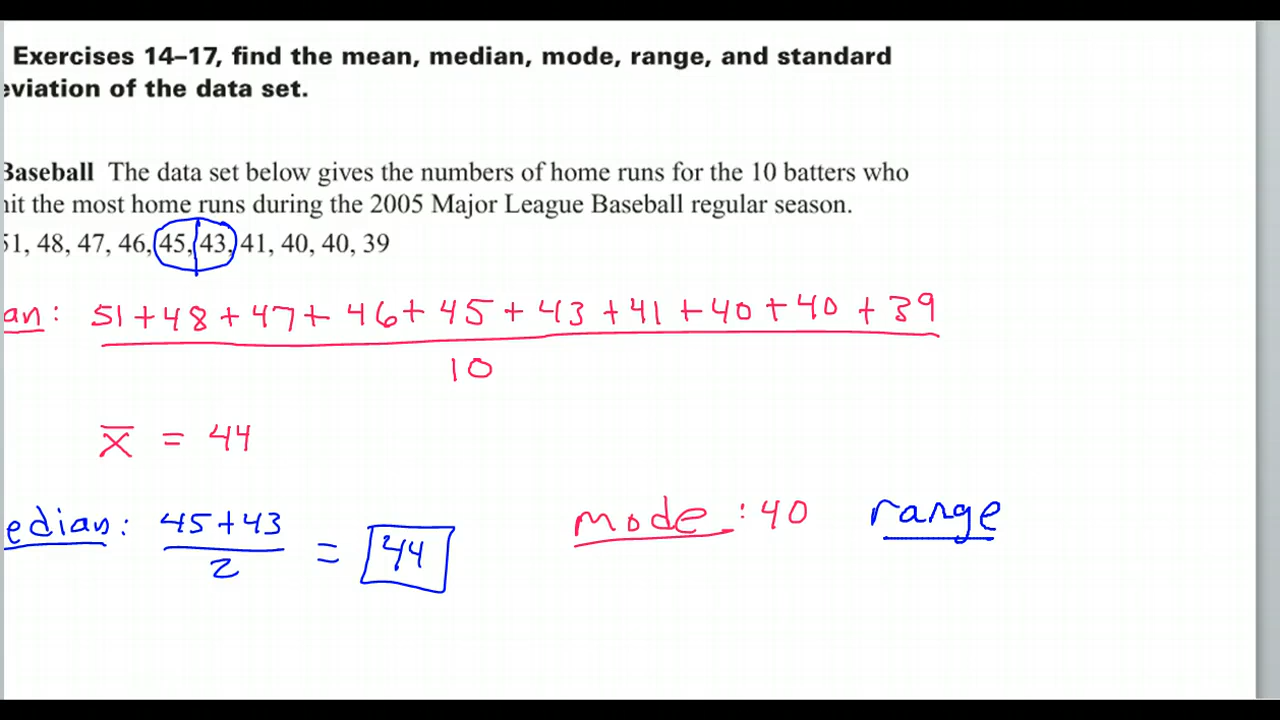 Exercises 14–17, find the mean, median, mode, range, and standard
eviation of the data set.
Baseball The data set below gives the numbers of home runs for the 10 batters who
hit the most home runs during the 2005 Major League Baseball regular season.
51, 48, 47, 46, 45, 43, 41, 40, 40, 39
an: 51+48+47+46+45+43+41+40+40+39
10
x̄ = 44
edian: 45+43 = 44 mode: 40 range
2